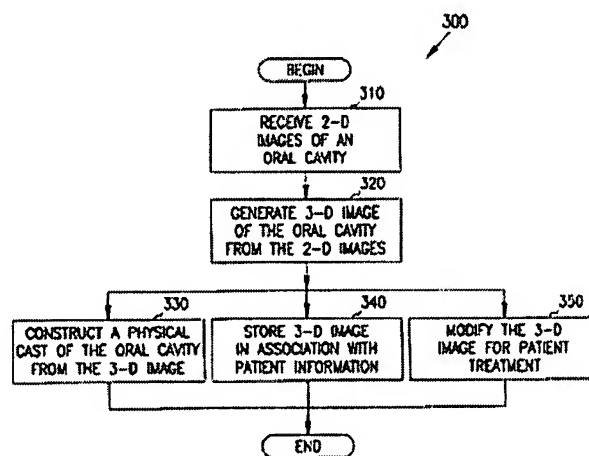 300
BEGIN
310
RECEIVE 2-D
IMAGES OF AN
ORAL CAVITY
320
GENERATE 3-D IMAGE
OF THE ORAL CAVITY
FROM THE 2-D IMAGES
330
CONSTRUCT A PHYSICAL
CAST OF THE ORAL CAVITY
FROM THE 3-D IMAGE
340
STORE 3-D IMAGE
IN ASSOCIATION WITH
PATIENT INFORMATION
350
MODIFY THE 3-D
IMAGE FOR PATIENT
TREATMENT
END